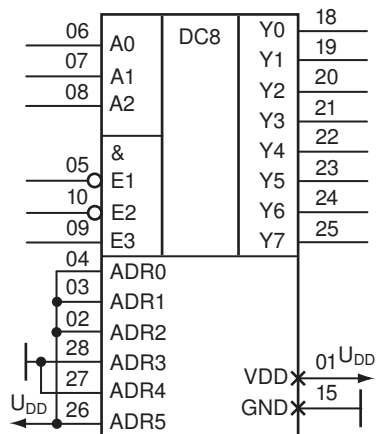 06 A0 DC8 Y0 18
07 A1 Y1 19
08 A2 Y2 20
Y3 21
& Y4 22
05 E1 Y5 23
10 E2 Y6 24
09 E3 Y7 25
04 ADR0
03 ADR1
02 ADR2
28 ADR3
27 ADR4 VDD 01 UDD
UDD 26 ADR5 GND 15